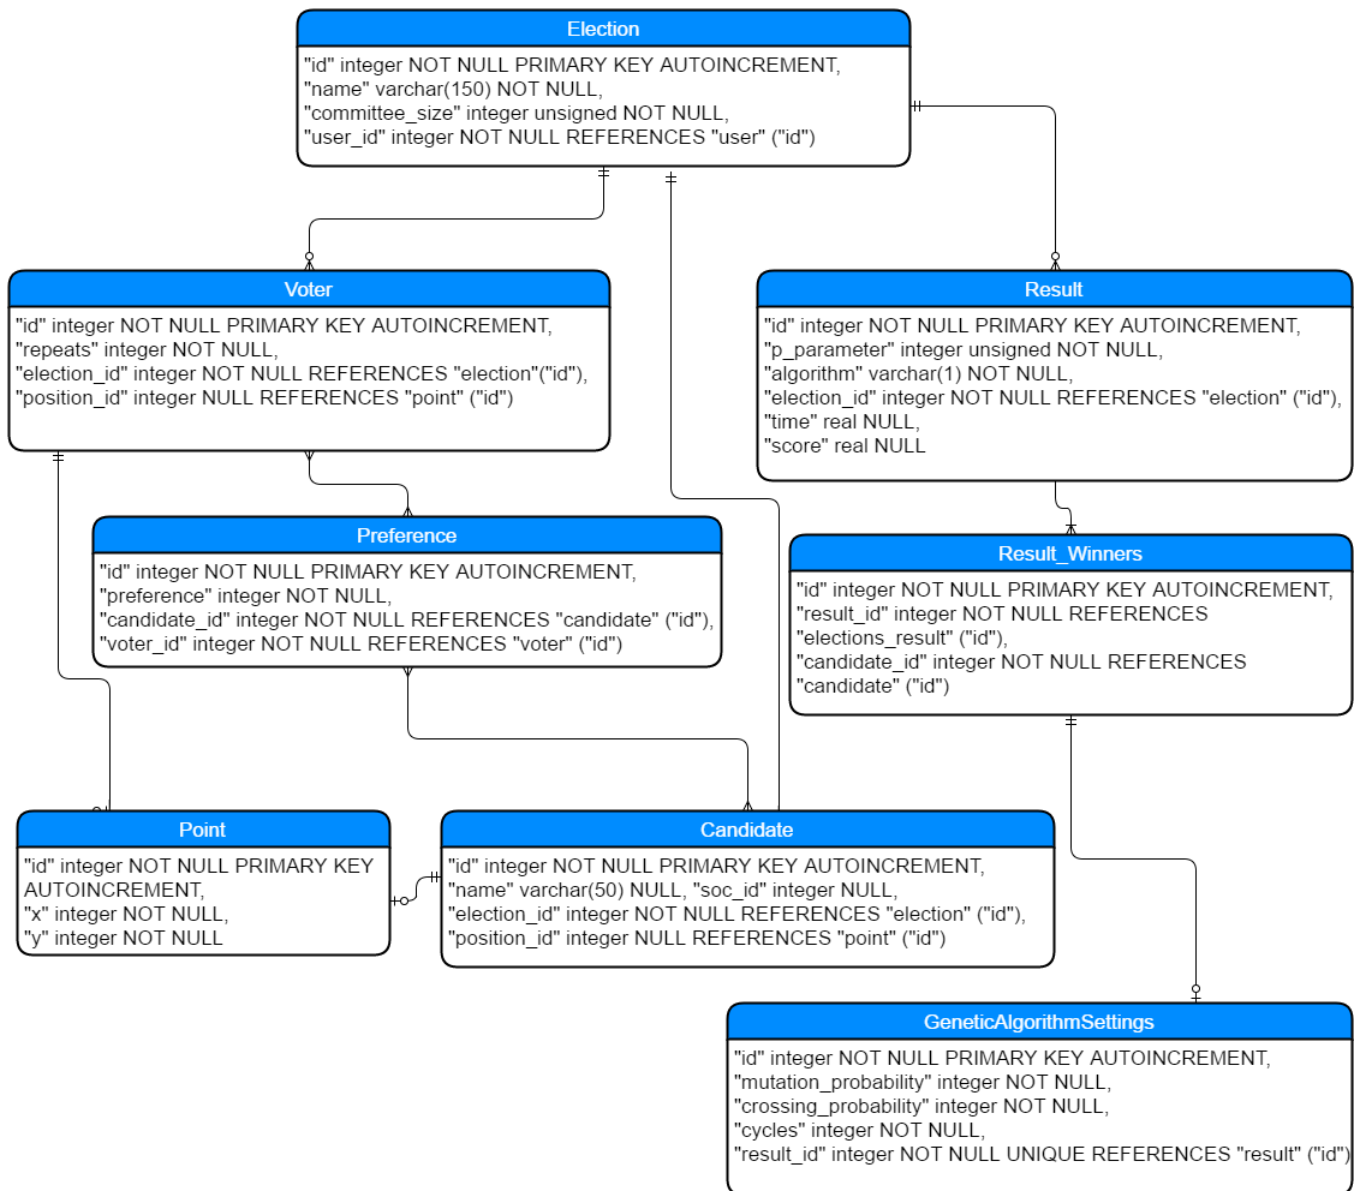 Election
"id" integer NOT NULL PRIMARY KEY AUTOINCREMENT,
"name" varchar(150) NOT NULL,
"committee_size" integer unsigned NOT NULL,
"user_id" integer NOT NULL REFERENCES "user" ("id")
Voter
"id" integer NOT NULL PRIMARY KEY AUTOINCREMENT,
"repeats" integer NOT NULL,
"election_id" integer NOT NULL REFERENCES "election"("id"),
"position_id" integer NULL REFERENCES "point" ("id")
Result
"id" integer NOT NULL PRIMARY KEY AUTOINCREMENT,
"p_parameter" integer unsigned NOT NULL,
"algorithm" varchar(1) NOT NULL,
"election_id" integer NOT NULL REFERENCES "election" ("id"),
"time" real NULL,
"score" real NULL
Preference
"id" integer NOT NULL PRIMARY KEY AUTOINCREMENT,
"preference" integer NOT NULL,
"candidate_id" integer NOT NULL REFERENCES "candidate" ("id"),
"voter_id" integer NOT NULL REFERENCES "voter" ("id")
Result_Winners
"id" integer NOT NULL PRIMARY KEY AUTOINCREMENT,
"result_id" integer NOT NULL REFERENCES
"elections_result" ("id"),
"candidate_id" integer NOT NULL REFERENCES
"candidate" ("id")
Point
"id" integer NOT NULL PRIMARY KEY
AUTOINCREMENT,
"x" integer NOT NULL,
"y" integer NOT NULL
Candidate
"id" integer NOT NULL PRIMARY KEY AUTOINCREMENT,
"name" varchar(50) NULL, "soc_id" integer NULL,
"election_id" integer NOT NULL REFERENCES "election" ("id"),
"position_id" integer NULL REFERENCES "point" ("id")
GeneticAlgorithmSettings
"id" integer NOT NULL PRIMARY KEY AUTOINCREMENT,
"mutation_probability" integer NOT NULL,
"crossing_probability" integer NOT NULL,
"cycles" integer NOT NULL,
"result_id" integer NOT NULL UNIQUE REFERENCES "result" ("id")